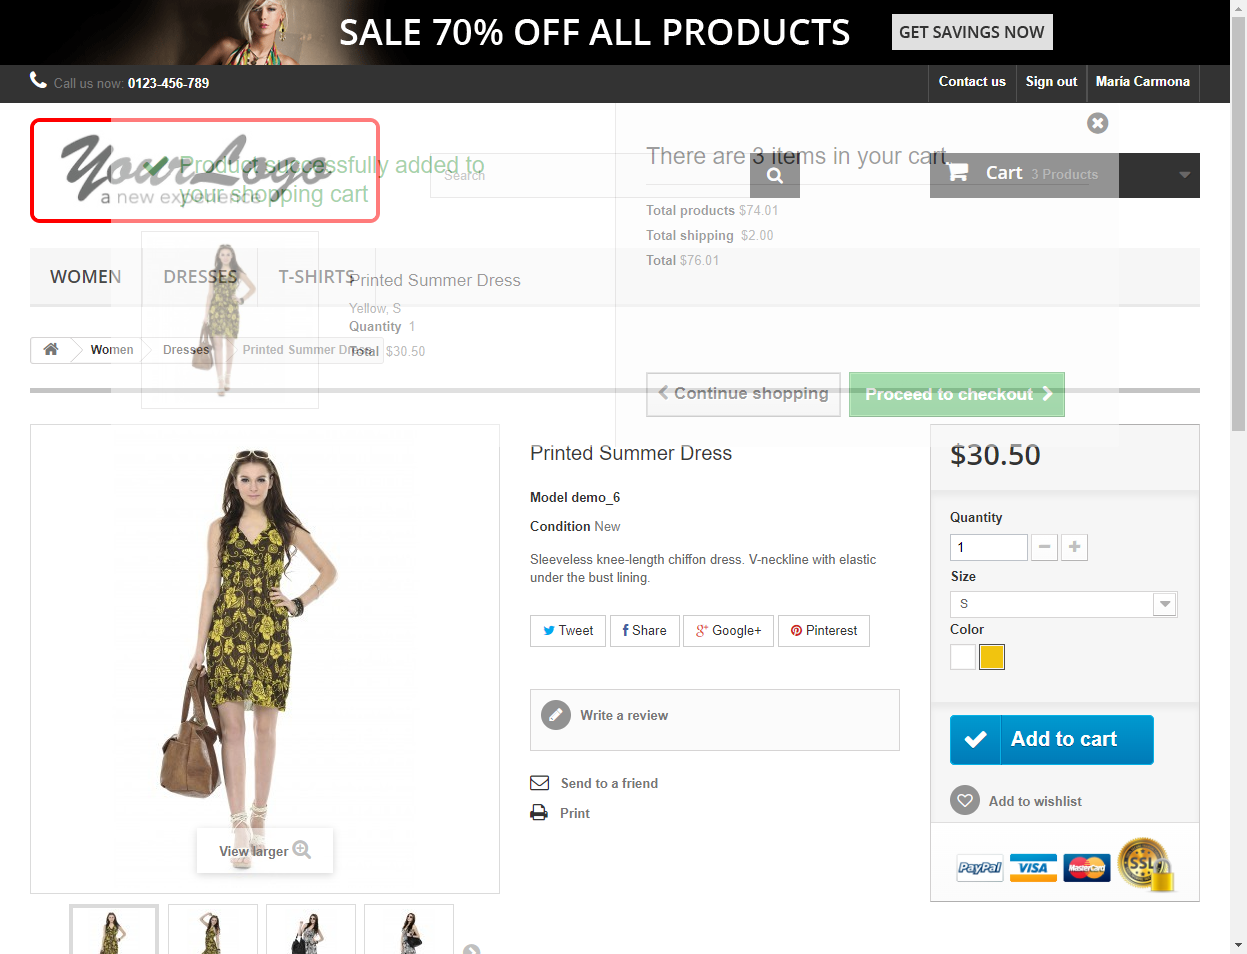 SALE 70% OFF ALL PRODUCTS
GET SAVINGS NOW
Call us now: 0123-456-789
Contact us
Sign out
María Carmona
YourLogo
a new experience
Product successfully added to
your shopping cart
Search
There are 3 items in your cart.
Cart 3 Products
Total products $74.01
Total shipping $2.00
Total $76.01
WOMEN
DRESSES
T-SHIRTS
Printed Summer Dress
Yellow, S
Quantity 1
Total $30.50
Women
Dresses
Printed Summer Dress
Continue shopping
Proceed to checkout
Printed Summer Dress
Model demo_6
Condition New
Sleeveless knee-length chiffon dress. V-neckline with elastic
under the bust lining.
Tweet
Share
Google+
Pinterest
Write a review
Send to a friend
Print
View larger
$30.50
Quantity
1
Size
S
Color
Add to cart
Add to wishlist
PayPal
VISA
MasterCard
SSL